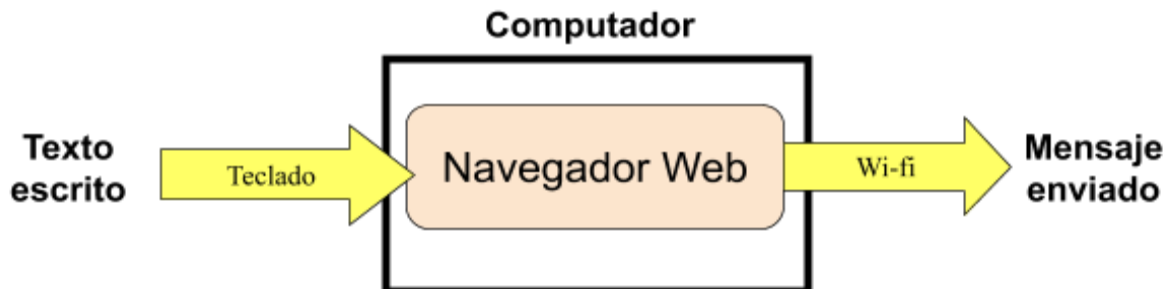 Computador
Texto
escrito
Teclado
Navegador Web
Wi-fi
Mensaje
enviado